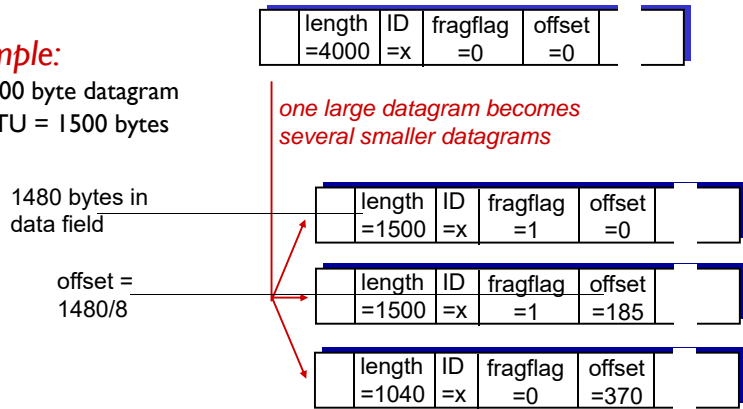 length ID fragflag offset
=4000 =x =0 =0
mple:
00 byte datagram
TU = 1500 bytes
one large datagram becomes
several smaller datagrams
1480 bytes in
data field
length ID fragflag offset
=1500 =x =1 =0
offset =
1480/8
length ID fragflag offset
=1500 =x =1 =185
length ID fragflag offset
=1040 =x =0 =370